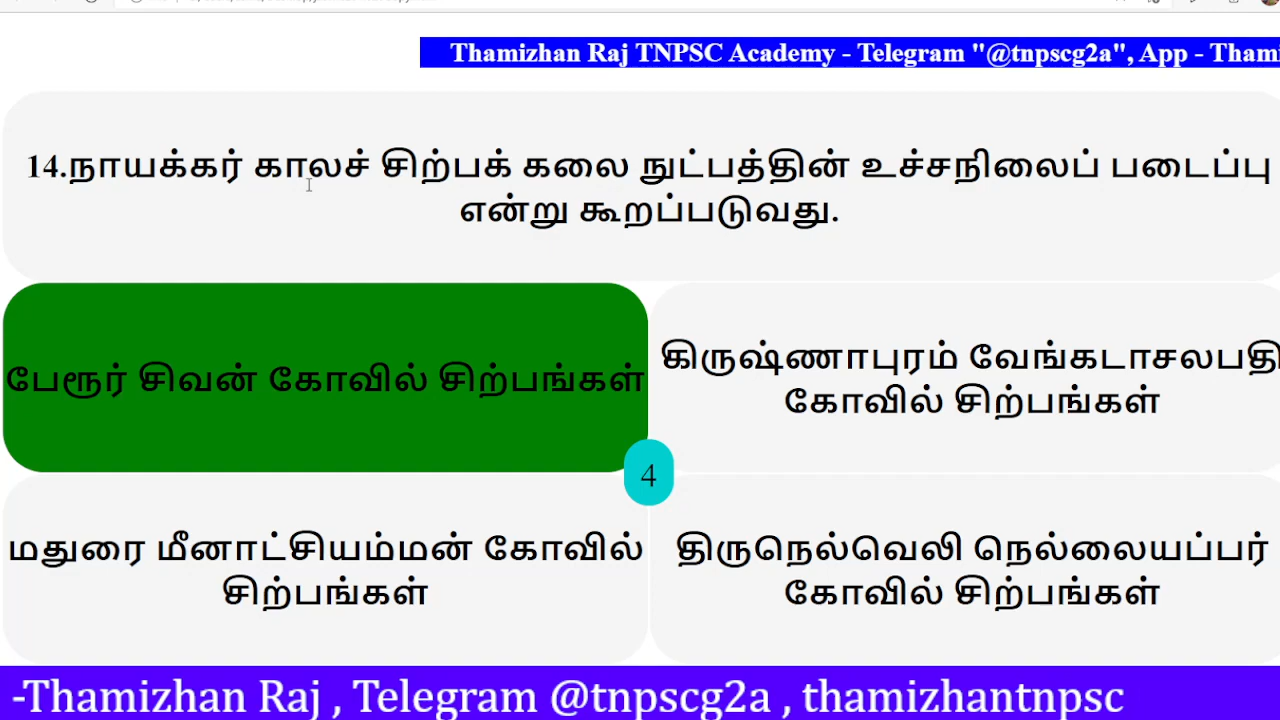 Thamizhan Raj TNPSC Academy - Telegram "@tnpscg2a", App - Thami
14.நாயக்கர் காலச் சிற்பக் கலை நுட்பத்தின் உச்சநிலைப் படைப்பு
என்று கூறப்படுவது.
பேரூர் சிவன் கோவில் சிற்பங்கள்
கிருஷ்ணாபுரம் வேங்கடாசலபதி
கோவில் சிற்பங்கள்
4
மதுரை மீனாட்சியம்மன் கோவில்
சிற்பங்கள்
திருநெல்வெலி நெல்லையப்பர்
கோவில் சிற்பங்கள்
-Thamizhan Raj , Telegram @tnpscg2a , thamizhantnpsc